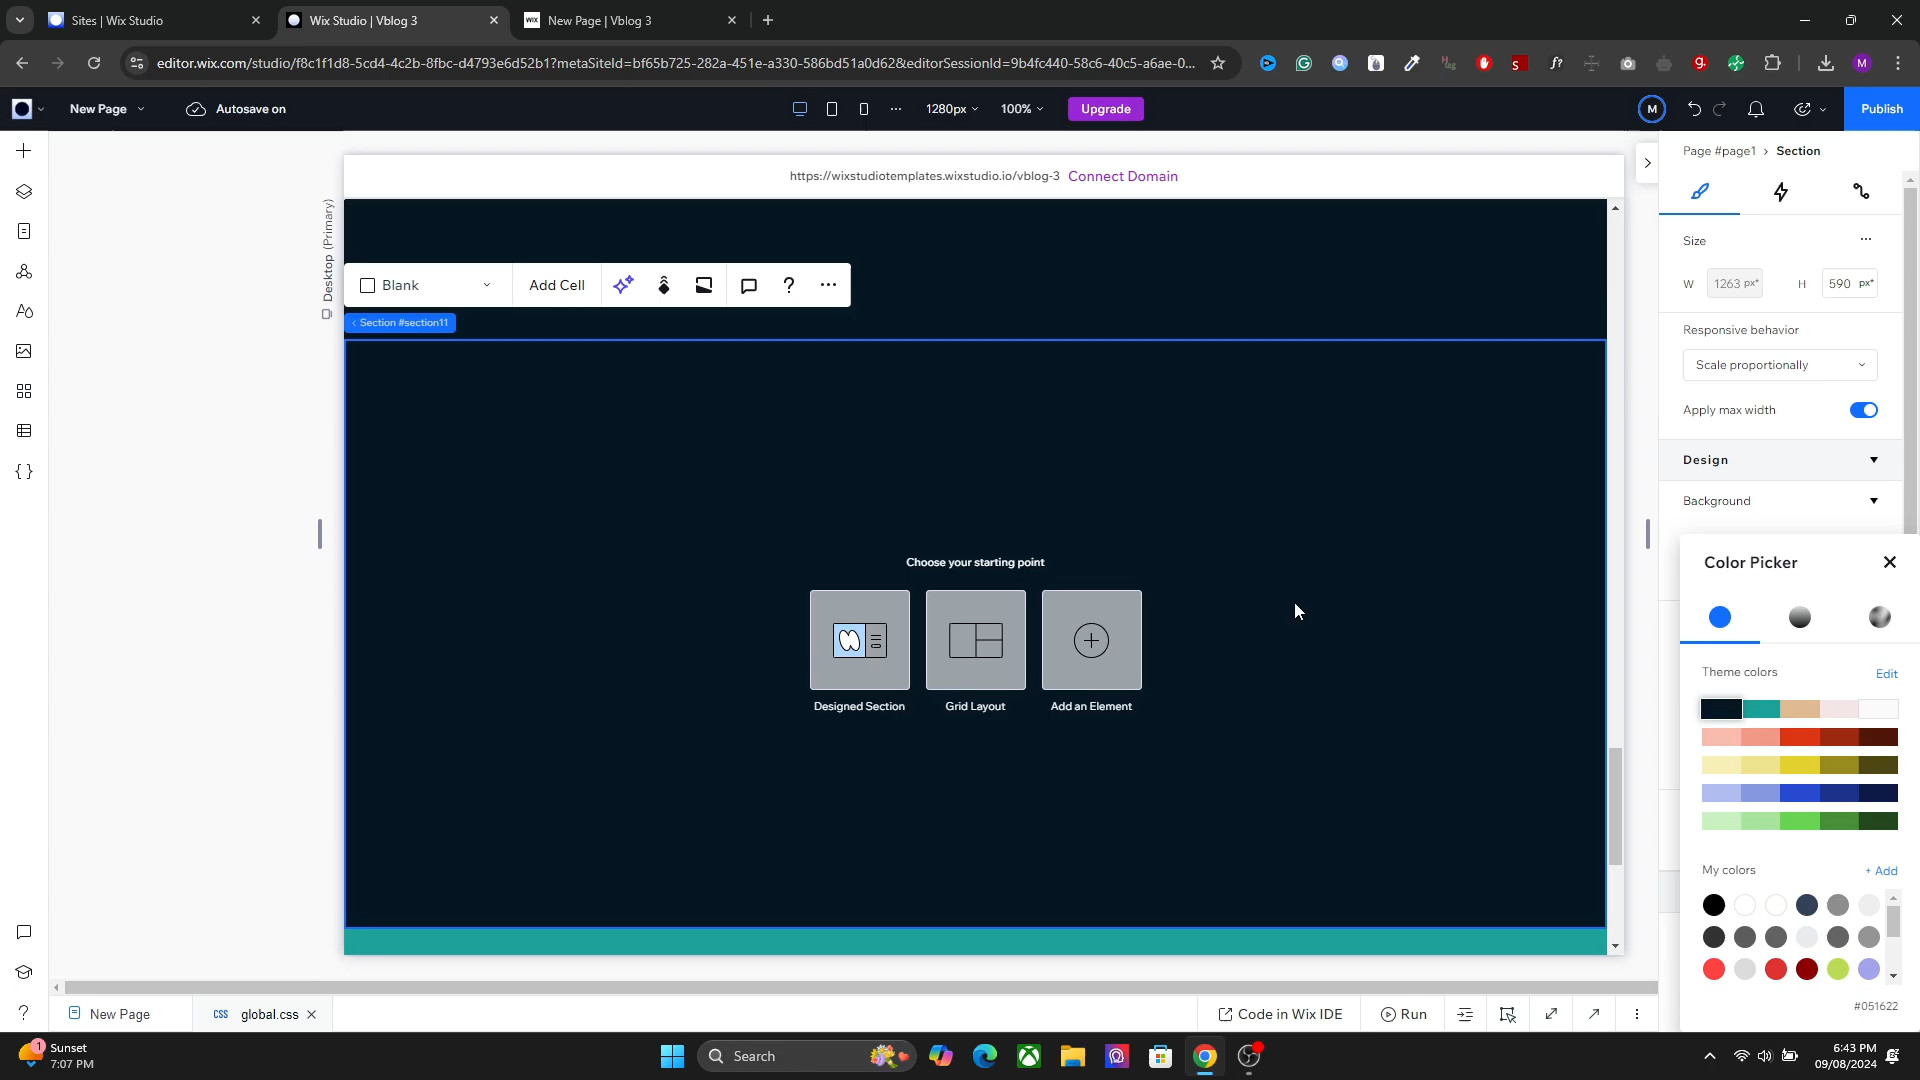 Sites | Wix Studio
Wix Studio | Vblog 3
New Page | Vblog 3
editor.wix.com/studio/f8c1f1d8-5cd4-4c2b-8fbc-d4793e6d52b1?metaSiteId=bf65b725-282a-451e-a330-586bd51a0d62&editorSessionId=9b4fc440-58c6-40c5-a6ae-0...
New Page
Autosave on
1280px
100%
Upgrade
M
Publish
Page #page1 > Section
https://wixstudiotemplates.wixstudio.io/vblog-3 Connect Domain
Desktop (Primary)
Size
Blank
Add Cell
W 1263 px*
H 590 px*
Section #section11
Responsive behavior
Scale proportionally
Apply max width
Design
Background
Choose your starting point
Color Picker
Designed Section
Grid Layout
Add an Element
Theme colors
Edit
My colors
+ Add
#051622
New Page
CSS global.css
Code in Wix IDE
Run
1
Sunset
7:07 PM
Search
6:43 PM
09/08/2024